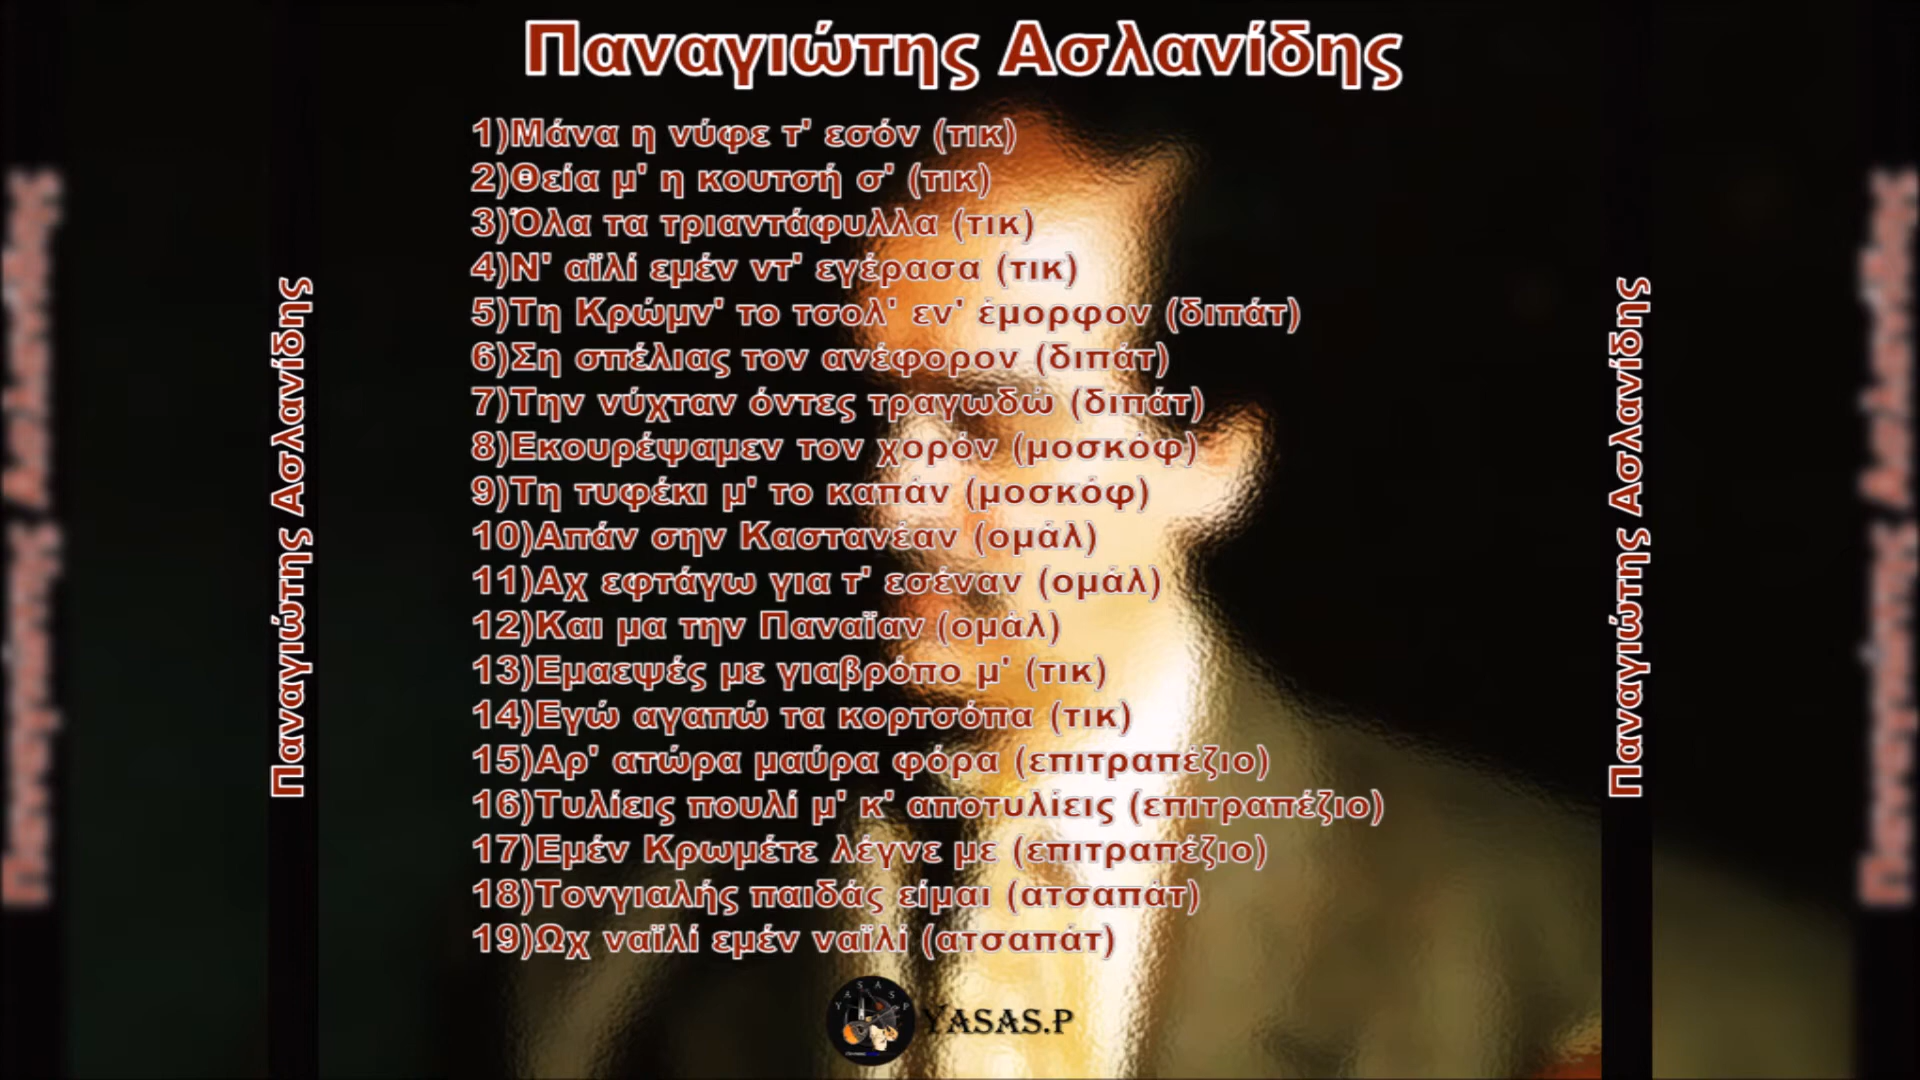 Παναγιώτης Ασλανίδης
1)Μάνα η νύφε τ' εσόν (τικ)
2)Θεία μ' η κουτσή σ' (τικ)
3)Όλα τα τριαντάφυλλα (τικ)
4)Ν' αϊλί εμέν ντ' εγέρασα (τικ)
5)Τη Κρώμν' το τσολ' εν' έμορφον (διπάτ)
6)Ση σπέλιας τον ανέφορον (διπάτ)
7)Την νύχταν όντες τραγωδώ (διπάτ)
8)Εκουρέψαμεν τον χορόν (μοσκόφ)
9)Τη τυφέκι μ' το καπάν (μοσκόφ)
10)Απάν σην Καστανέαν (ομάλ)
11)Αχ εφτάγω για τ' εσέναν (ομάλ)
12)Και μα την Παναΐαν (ομάλ)
13)Εμαεψές με γιαβρόπο μ' (τικ)
14)Εγώ αγαπώ τα κορτσόπα (τικ)
15)Αρ' ατώρα μαύρα φόρα (επιτραπέζιο)
16)Τυλίεις πουλί μ' κ' αποτυλίεις (επιτραπέζιο)
17)Εμέν Κρωμέτε λέγνε με (επιτραπέζιο)
18)Τονγιαλής παιδάς είμαι (ατσαπάτ)
19)Ωχ ναϊλί εμέν ναϊλί (ατσαπάτ)
Παναγιώτης Ασλανίδης
Παναγιώτης Ασλανίδης
Παναγιώτης Ασλανίδης
Παναγιώτης Ασλανίδης
YASAS P
YASAS.P